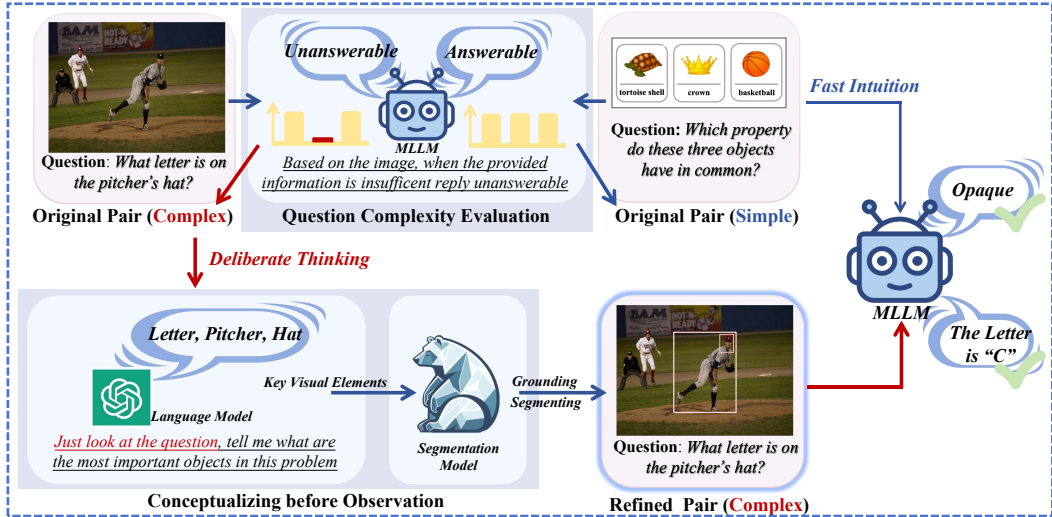 BAM
HOT-N
READY
Question: What letter is on
the pitcher's hat?
Original Pair (Complex)
Unanswerable
Answerable
MLLM
Based on the image, when the provided
information is insufficent reply unanswerable
Question Complexity Evaluation
tortoise shell
crown
basketball
Question: Which property
do these three objects
have in common?
Original Pair (Simple)
Fast Intuition
Deliberate Thinking
Letter, Pitcher, Hat
Language Model
Just look at the question, tell me what are
the most important objects in this problem
Key Visual Elements
Segmentation
Model
Conceptualizing before Observation
Grounding
Segmenting
HOT-N
READY
Question: What letter is on
the pitcher's hat?
Refined Pair (Complex)
Opaque
MLLM
The Letter
is "C"